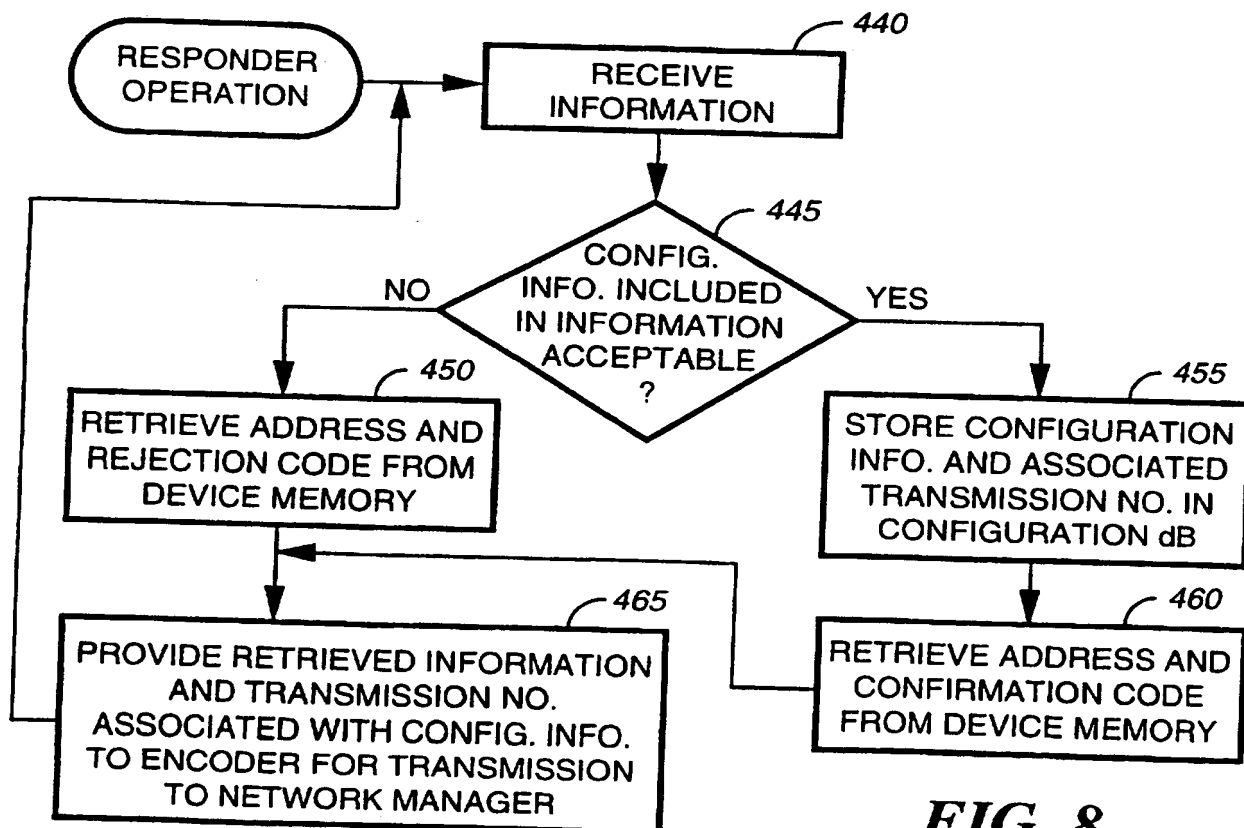 RESPONDER
OPERATION
440
RECEIVE
INFORMATION
445
CONFIG.
INFO. INCLUDED
IN INFORMATION
ACCEPTABLE
?
NO
YES
450
RETRIEVE ADDRESS AND
REJECTION CODE FROM
DEVICE MEMORY
455
STORE CONFIGURATION
INFO. AND ASSOCIATED
TRANSMISSION NO. IN
CONFIGURATION dB
460
RETRIEVE ADDRESS AND
CONFIRMATION CODE
FROM DEVICE MEMORY
465
PROVIDE RETRIEVED INFORMATION
AND TRANSMISSION NO.
ASSOCIATED WITH CONFIG. INFO.
TO ENCODER FOR TRANSMISSION
TO NETWORK MANAGER
FIG. 8